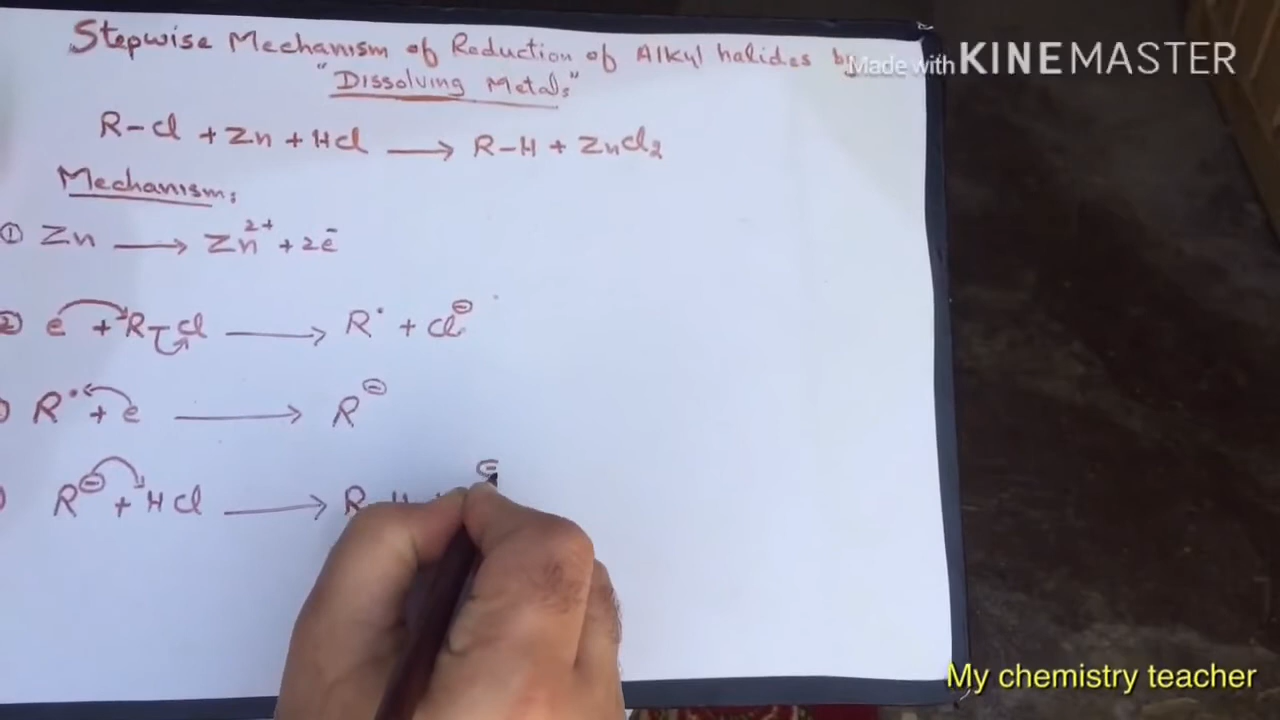 Stepwise Mechanism of Reduction of Alkyl halides by
"Dissolving Metals"
Made with KINEMASTER
R-Cl + Zn + HCl ⟶ R-H + ZnCl₂
Mechanism:
① Zn ⟶ Zn²⁺ + 2e⁻
② e + R-Cl ⟶ R• + Cl⊖
R• + e ⟶ R⊖
R⊖ + HCl ⟶ R-H +
My chemistry teacher